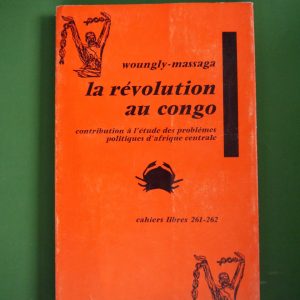 woungly-massaga
la révolution
au congo
contribution à l'étude des problèmes
politiques d'afrique centrale
cahiers libres 261-262